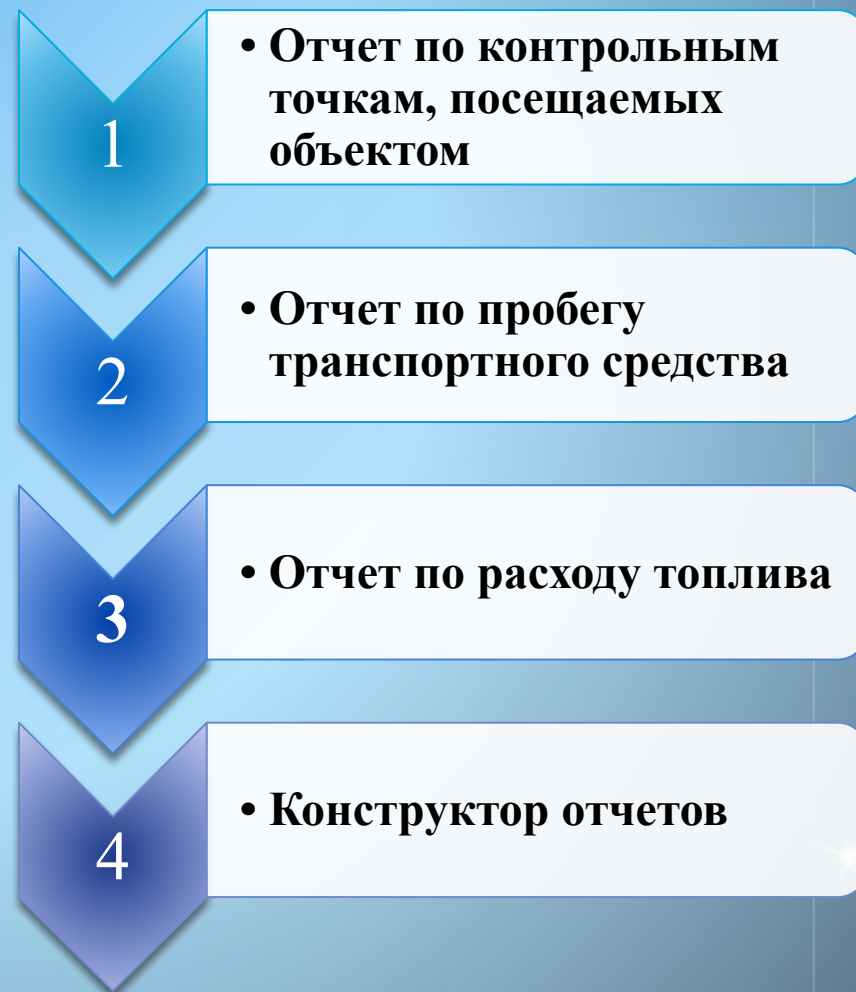 1
• Отчет по контрольным
точкам, посещаемых
объектом
2
• Отчет по пробегу
транспортного средства
3
• Отчет по расходу топлива
4
• Конструктор отчетов